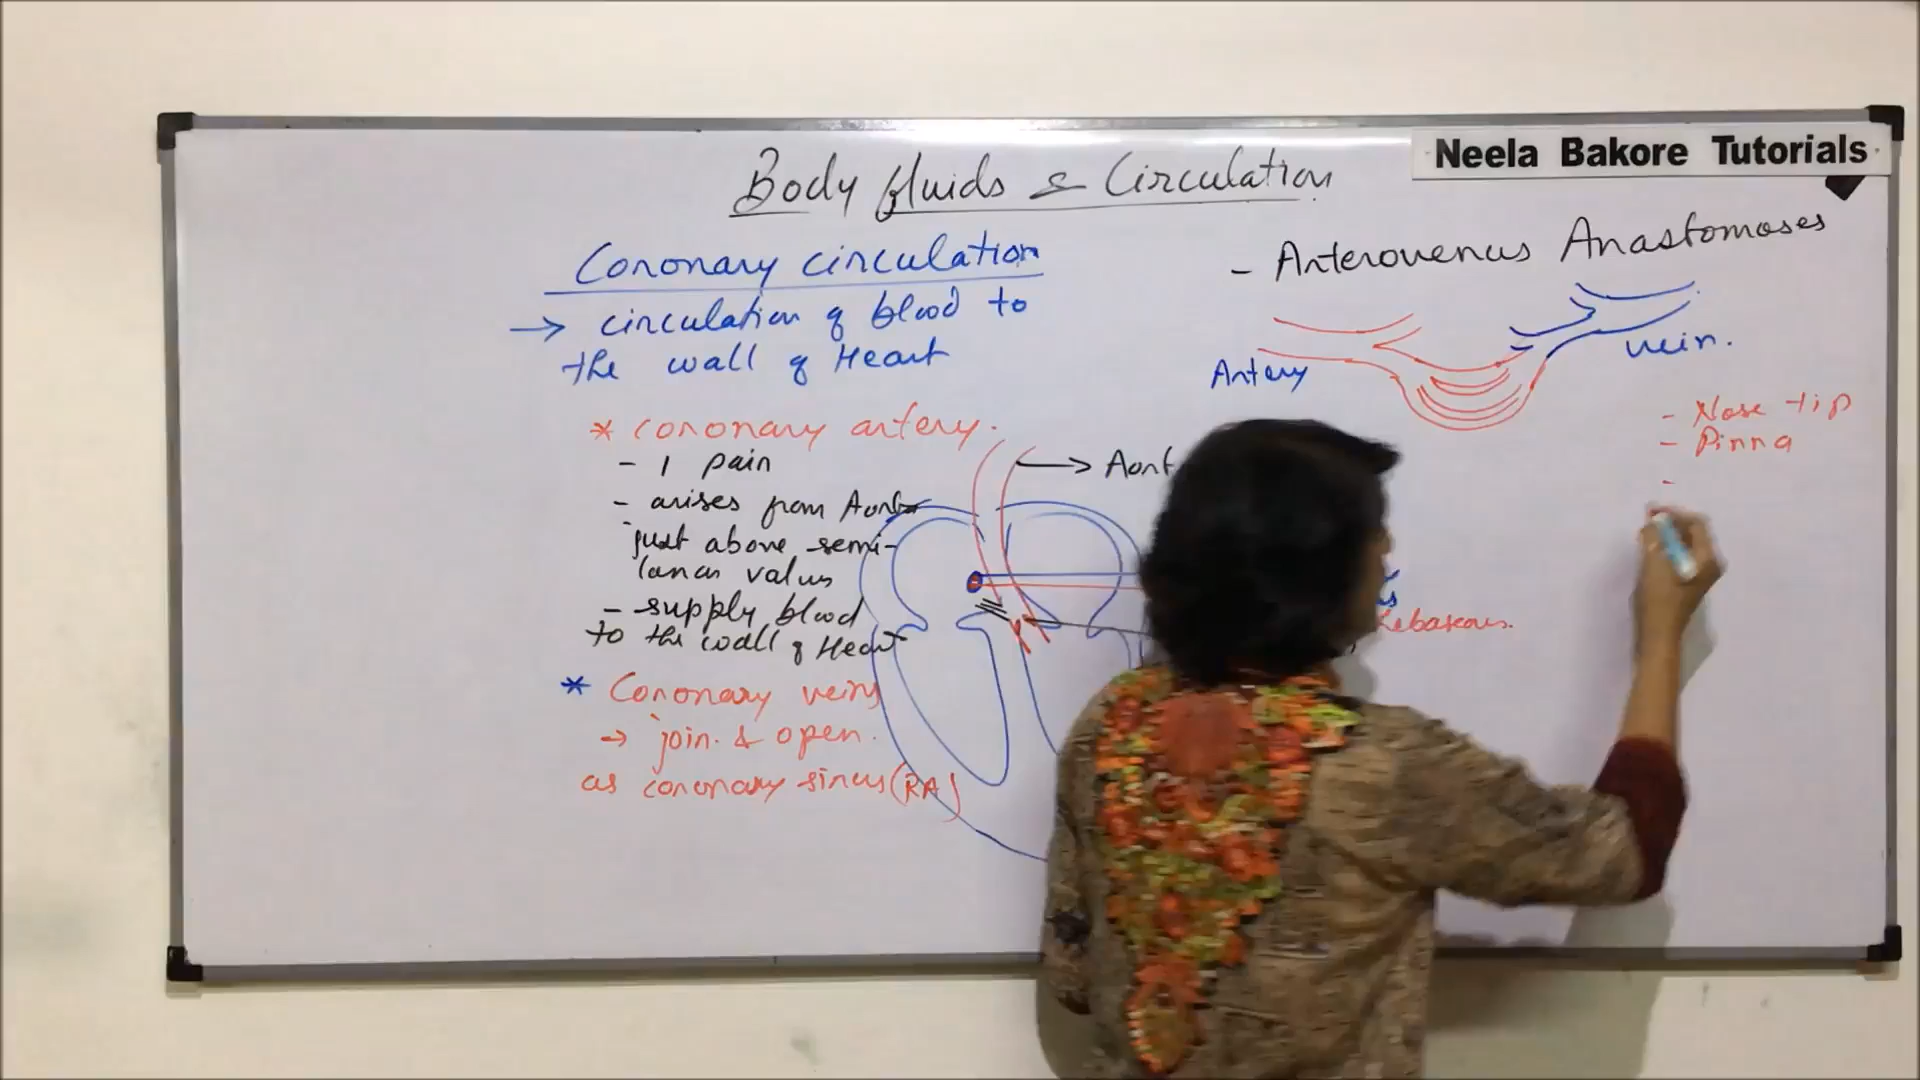 Neela Bakore Tutorials
Body fluids & Circulation
Coronary circulation
→ circulation of blood to
the wall of Heart
* coronary artery.
- 1 pair
- arises from Aorta
just above semi-
lunar valves
- supply blood
to the wall of Heart
* Coronary veins
→ join & open.
as coronary sinus (RA)
→ Aort
- Arterovenus Anastomoses
Artery
vein.
- Nose tip
- Pinna
-